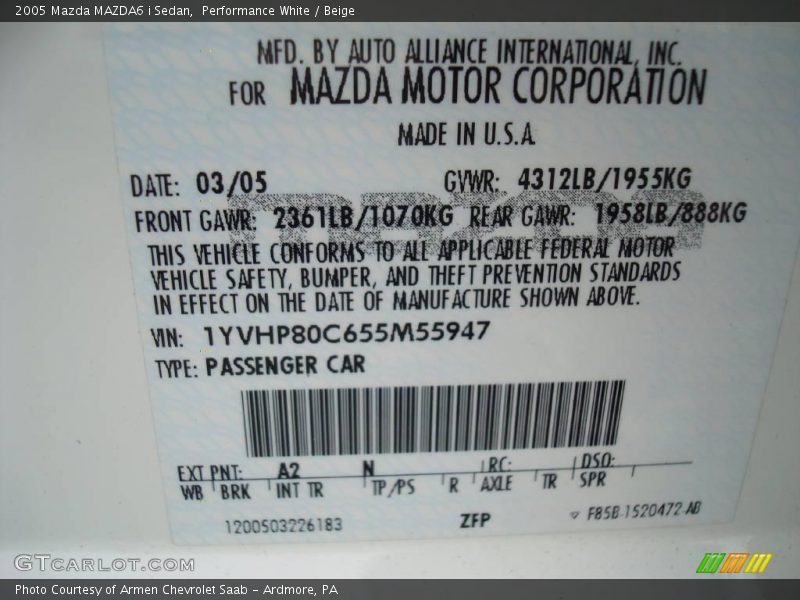 2005 Mazda MAZDA6 i Sedan, Performance White / Beige
MFD. BY AUTO ALLIANCE INTERNATIONAL, INC.
FOR MAZDA MOTOR CORPORATION
MADE IN U.S.A.
DATE: 03/05 GVWR: 4312LB/1955KG
FRONT GAWR: 2361LB/1070KG REAR GAWR: 1958LB/888KG
THIS VEHICLE CONFORMS TO ALL APPLICABLE FEDERAL MOTOR
VEHICLE SAFETY, BUMPER, AND THEFT PREVENTION STANDARDS
IN EFFECT ON THE DATE OF MANUFACTURE SHOWN ABOVE.
VIN: 1YVHP80C655M55947
TYPE: PASSENGER CAR
EXT PNT: A2 N RC: DSO:
WB BRK INT TR TP/PS R AXLE TR SPR
1200503226183 ZFP F85B-1520472-AB
GTCARLOT.COM
Photo Courtesy of Armen Chevrolet Saab - Ardmore, PA